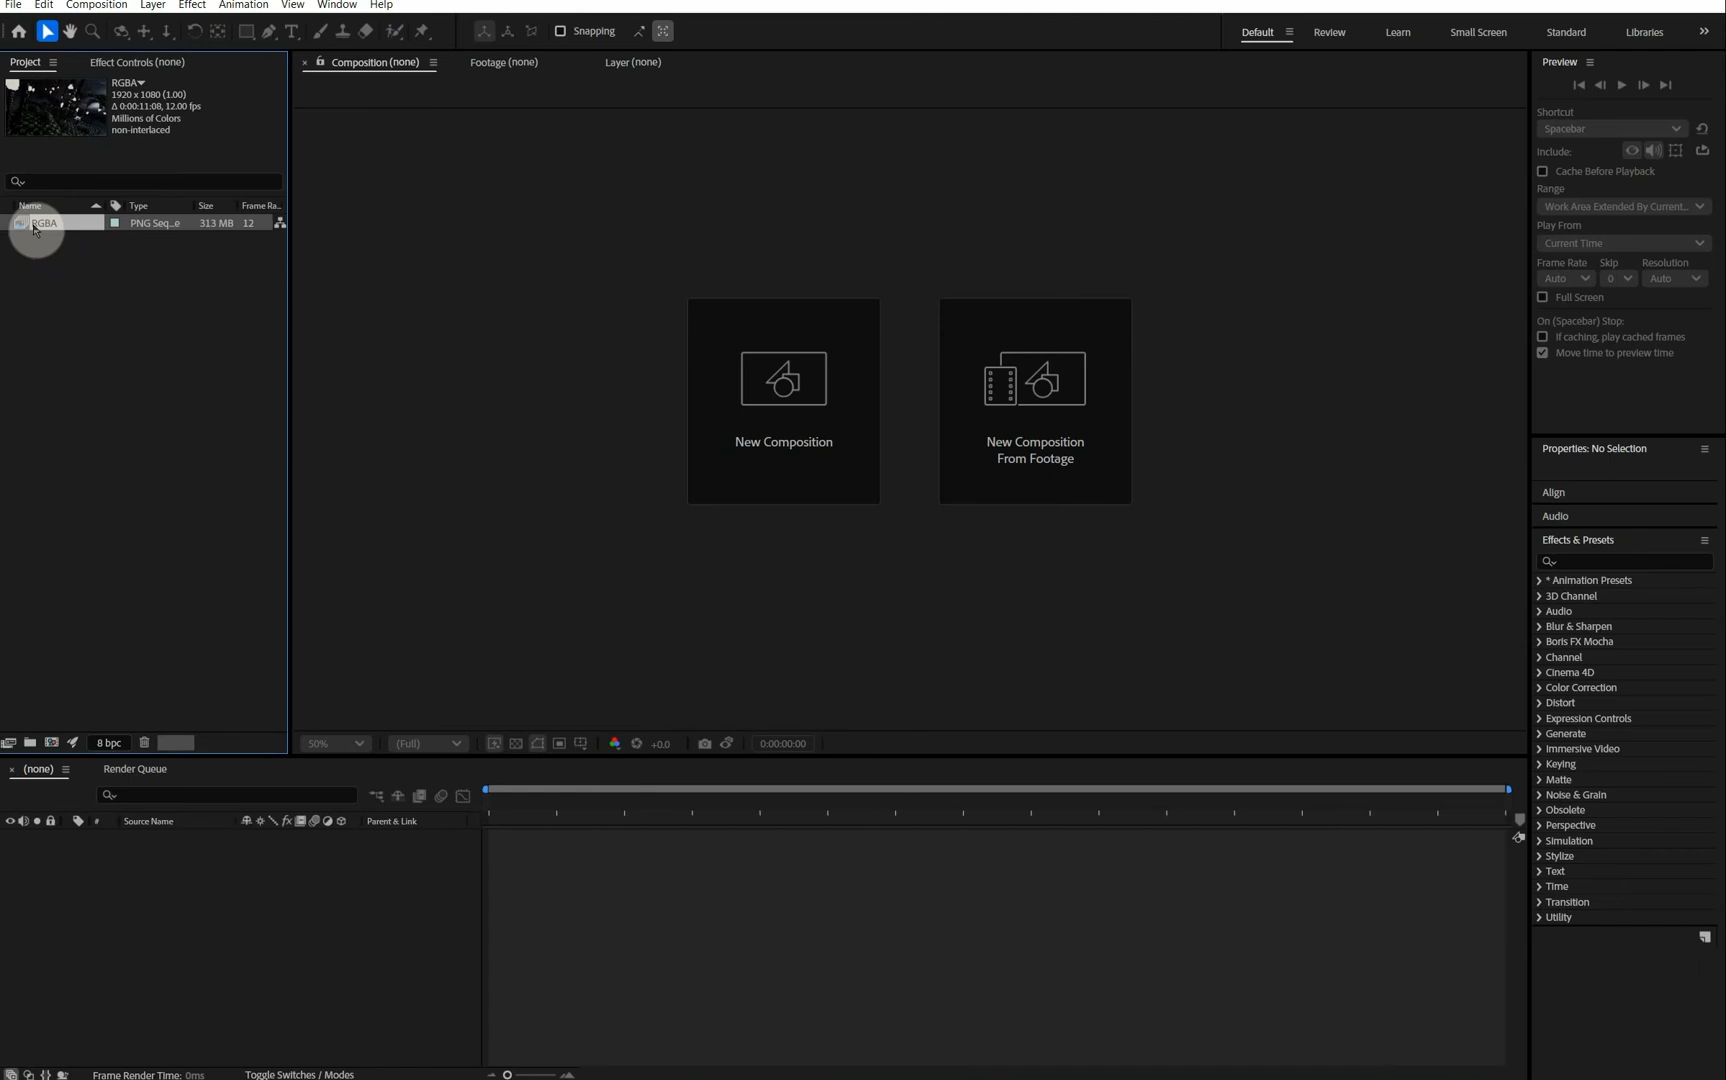 File Edit Composition Layer Effect Animation View Window Help
Snapping
Default Review Learn Small Screen Standard Libraries
Project Effect Controls (none)
RGBA
1920 x 1080 (1.00)
Δ 0:00:11:08, 12.00 fps
Millions of Colors
non-interlaced
Name Type Size Frame Ra...
RGBA PNG Seq...e 313 MB 12
8 bpc
Composition (none) Footage (none) Layer (none)
New Composition
New Composition
From Footage
50% (Full) +0.0 0:00:00:00
Preview
Shortcut
Spacebar
Include:
Cache Before Playback
Range
Work Area Extended By Current...
Play From
Current Time
Frame Rate Skip Resolution
Auto 0 Auto
Full Screen
On (Spacebar) Stop:
If caching, play cached frames
Move time to preview time
Properties: No Selection
Align
Audio
Effects & Presets
* Animation Presets
3D Channel
Audio
Blur & Sharpen
Boris FX Mocha
Channel
Cinema 4D
Color Correction
Distort
Expression Controls
Generate
Immersive Video
Keying
Matte
Noise & Grain
Obsolete
Perspective
Simulation
Stylize
Text
Time
Transition
Utility
(none) Render Queue
# Source Name fx Parent & Link
Frame Render Time: 0ms Toggle Switches / Modes